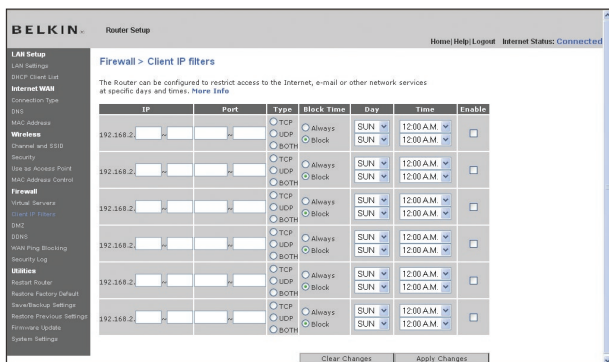 BELKIN
Router Setup
Home| Help| Logout Internet Status: Connected
LAN Setup
LAN Settings
DHCP Client List
Internet WAN
Connection Type
DNS
MAC Address
Wireless
Channel and SSID
Security
Use as Access Point
MAC Address Control
Firewall
Virtual Servers
Client IP Filters
DMZ
DDNS
WAN Ping Blocking
Security Log
Utilities
Restart Router
Restore Factory Default
Save/Backup Settings
Restore Previous Settings
Firmware Update
System Settings
Firewall > Client IP filters
The Router can be configured to restrict access to the Internet, e-mail or other network services
at specific days and times. More Info
IP Port Type Block Time Day Time Enable
192.168.2. ~ ~ TCP UDP BOTH Always Block SUN SUN 12:00 A.M. 12:00 A.M.
192.168.2. ~ ~ TCP UDP BOTH Always Block SUN SUN 12:00 A.M. 12:00 A.M.
192.168.2. ~ ~ TCP UDP BOTH Always Block SUN SUN 12:00 A.M. 12:00 A.M.
192.168.2. ~ ~ TCP UDP BOTH Always Block SUN SUN 12:00 A.M. 12:00 A.M.
192.168.2. ~ ~ TCP UDP BOTH Always Block SUN SUN 12:00 A.M. 12:00 A.M.
192.168.2. ~ ~ TCP UDP BOTH Always Block SUN SUN 12:00 A.M. 12:00 A.M.
Clear Changes Apply Changes